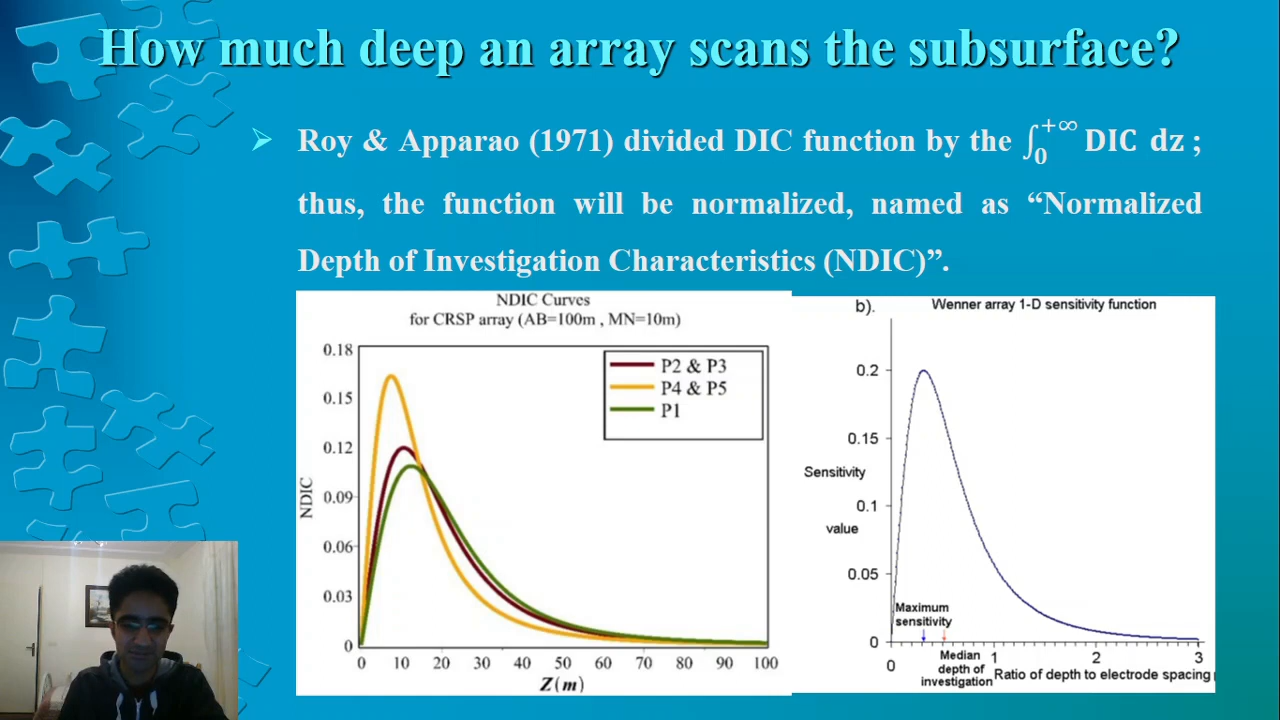 How much deep an array scans the subsurface?
➢ Roy & Apparao (1971) divided DIC function by the ∫₀⁺∞ DIC dz ;
thus, the function will be normalized, named as “Normalized
Depth of Investigation Characteristics (NDIC)”.
NDIC Curves
for CRSP array (AB=100m , MN=10m)
0.18
0.15
0.12
0.09
0.06
0.03
0
NDIC
P2 & P3
P4 & P5
P1
0 10 20 30 40 50 60 70 80 90 100
Z(m)
b).
Wenner array 1-D sensitivity function
0.2
0.15
Sensitivity
0.1
value
0.05
Maximum
sensitivity
0
0 1 2 3
Median
depth of
investigation
Ratio of depth to electrode spacing